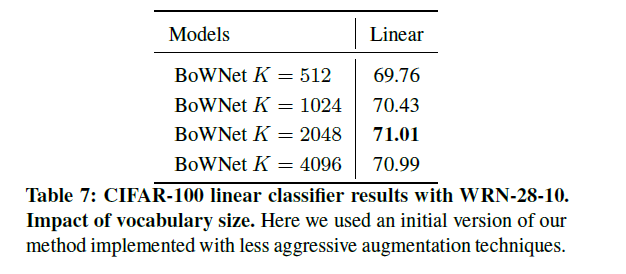 Models Linear
BoWNet K = 512 69.76
BoWNet K = 1024 70.43
BoWNet K = 2048 71.01
BoWNet K = 4096 70.99
Table 7: CIFAR-100 linear classifier results with WRN-28-10.
Impact of vocabulary size. Here we used an initial version of our
method implemented with less aggressive augmentation techniques.